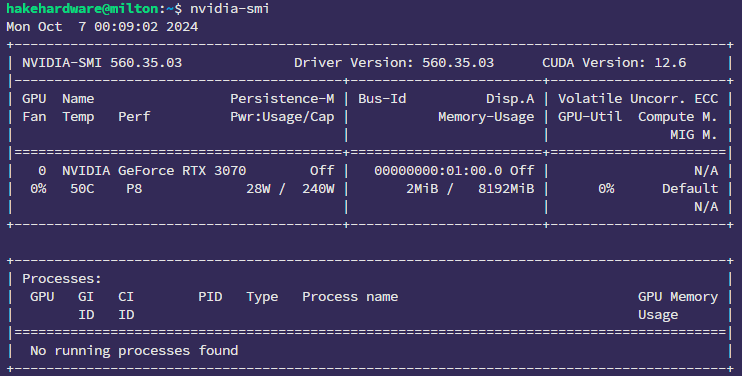 hakehardware@milton:~$ nvidia-smi
Mon Oct  7 00:09:02 2024
+-----------------------------------------------------------------------------------------+
| NVIDIA-SMI 560.35.03              Driver Version: 560.35.03      CUDA Version: 12.6     |
|-----------------------------------------+------------------------+----------------------+
| GPU  Name                 Persistence-M | Bus-Id          Disp.A | Volatile Uncorr. ECC |
| Fan  Temp   Perf          Pwr:Usage/Cap |           Memory-Usage | GPU-Util  Compute M. |
|                                         |                        |               MIG M. |
|=========================================+========================+======================|
|   0  NVIDIA GeForce RTX 3070        Off |   00000000:01:00.0 Off |                  N/A |
|  0%   50C    P8             28W /  240W |       2MiB /   8192MiB |      0%      Default |
|                                         |                        |                  N/A |
+-----------------------------------------+------------------------+----------------------+
+-----------------------------------------------------------------------------------------+
| Processes:                                                                              |
|  GPU   GI   CI        PID   Type   Process name                              GPU Memory |
|        ID   ID                                                               Usage      |
|=========================================================================================|
|  No running processes found                                                             |
+-----------------------------------------------------------------------------------------+